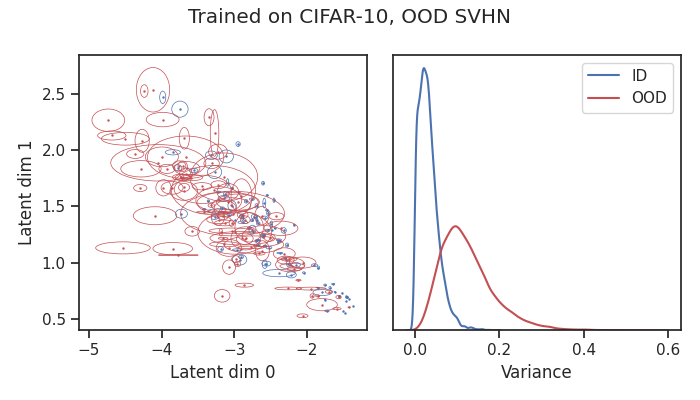 Trained on CIFAR-10, OOD SVHN
2.5
2.0
1.5
1.0
0.5
Latent dim 1
−5
−4
−3
−2
Latent dim 0
ID
OOD
0.0
0.2
0.4
0.6
Variance